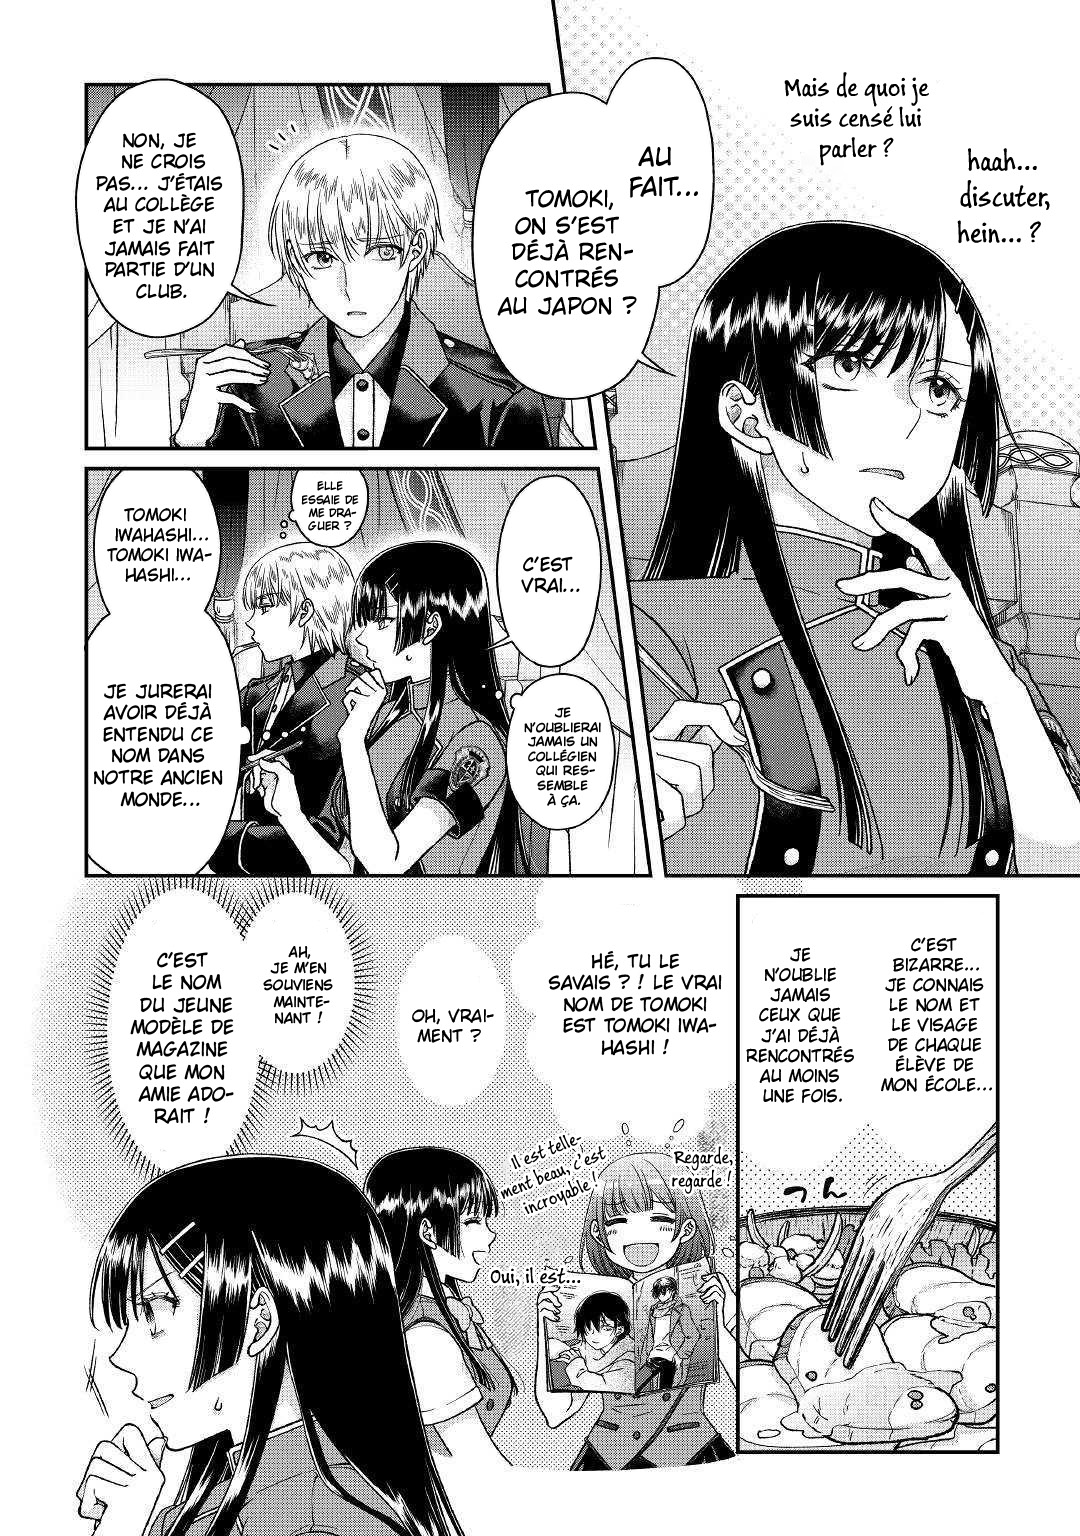 haah...
discuter,
hein... ?
Mais de quoi je
suis censé lui
parler ?
AU
FAIT...
TOMOKI,
ON S'EST
DÉJÀ REN-
CONTRÉS
AU JAPON ?
NON, JE
NE CROIS
PAS... J'ÉTAIS
AU COLLÈGE
ET JE N'AI
JAMAIS FAIT
PARTIE D'UN
CLUB.
C'EST
VRAI...
JE
N'OUBLIERAI
JAMAIS UN
COLLÉGIEN
QUI RES-
SEMBLE
À ÇA.
ELLE
ESSAIE DE
ME DRA-
GUER ?
TOMOKI
IWAHASHI...
TOMOKI IWA-
HASHI...
JE JURERAI
AVOIR DÉJÀ
ENTENDU CE
NOM DANS
NOTRE ANCIEN
MONDE...
C'EST
BIZARRE...
JE CONNAIS
LE NOM ET
LE VISAGE
DE CHAQUE
ÉLÈVE DE
MON ÉCOLE...
JE
N'OUBLIE
JAMAIS
CEUX QUE
J'AI DÉJÀ
RENCONTRÉS
AU MOINS
UNE FOIS.
つん
HÉ, TU LE
SAVAIS ? ! LE VRAI
NOM DE TOMOKI
EST TOMOKI IWA-
HASHI !
Regarde,
regarde !
Il est telle-
ment beau, c'est
incroyable !
OH, VRAI-
MENT ?
Oui, il est...
AH,
JE M'EN
SOUVIENS
MAINTE-
NANT !
C'EST
LE NOM
DU JEUNE
MODÈLE DE
MAGAZINE
QUE MON
AMIE ADO-
RAIT !